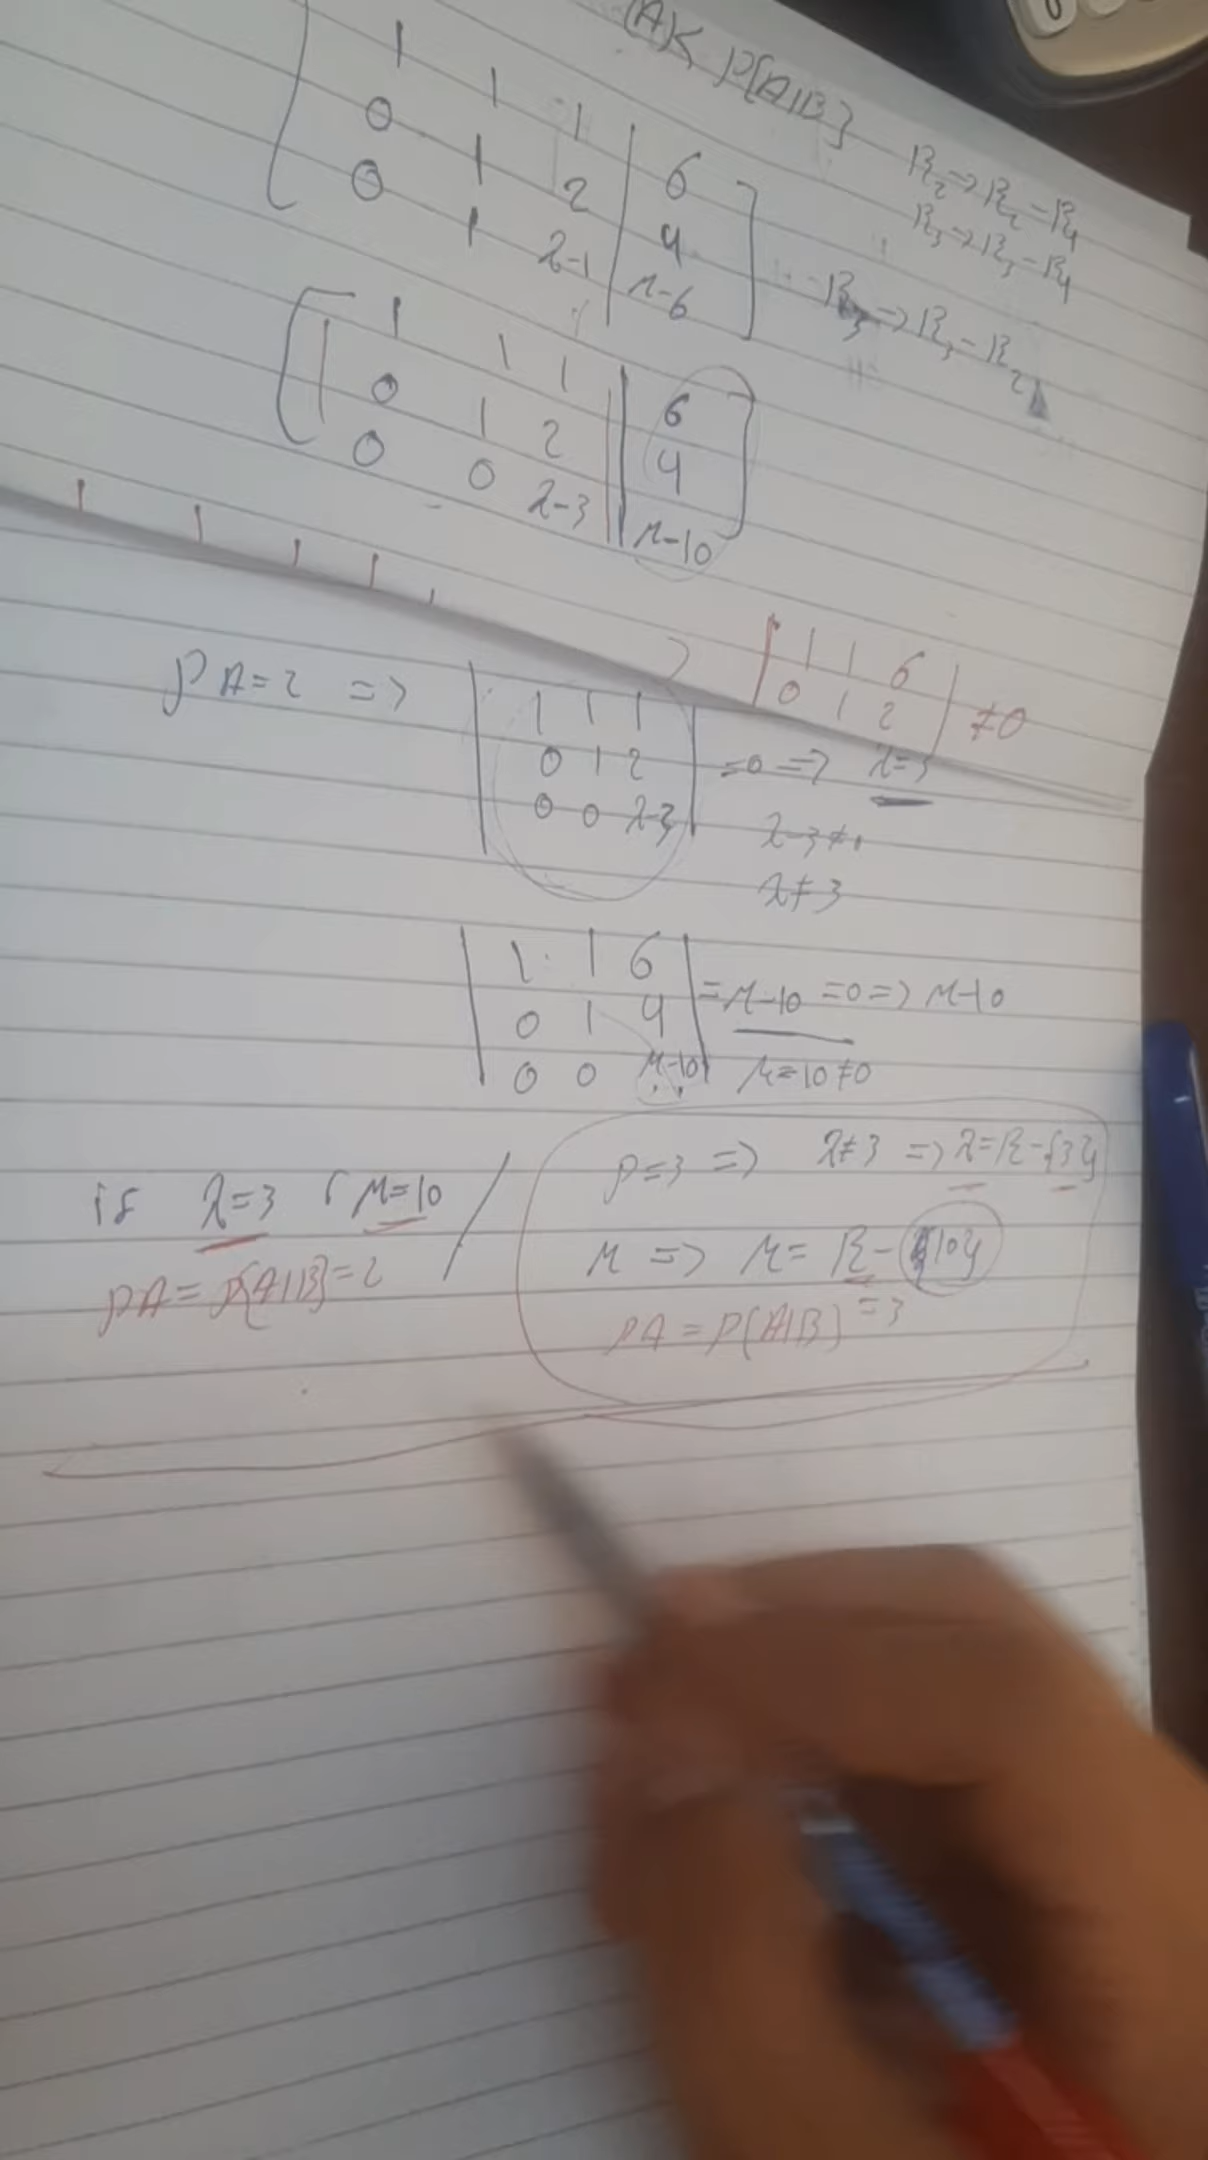 (A)< P[A|B]
1 1 1 | 6
0 1 2 | 4
0 1 λ-1 | μ-6
R₂ => R₂ - R₁
R₃ => R₃ - R₁
R₃ => R₃ - R₂
1 1 1 | 6
0 1 2 | 4
0 0 λ-3 | μ-10
1 1 6
0 1 2
≠0
ρA=2 =>
1 1 1
0 1 2
0 0 λ-3
=0 => λ=3
λ-3≠
λ≠3
1 1 6
0 1 4
0 0 μ-10
= μ-10 =0 => μ-10
μ=10≠0
if λ=3 , μ=10
ρA = ρ[A|B]=2
ρ=3 => λ≠3 => λ=R-{3}
μ => μ= R-{10}
ρA = ρ(A|B) =3